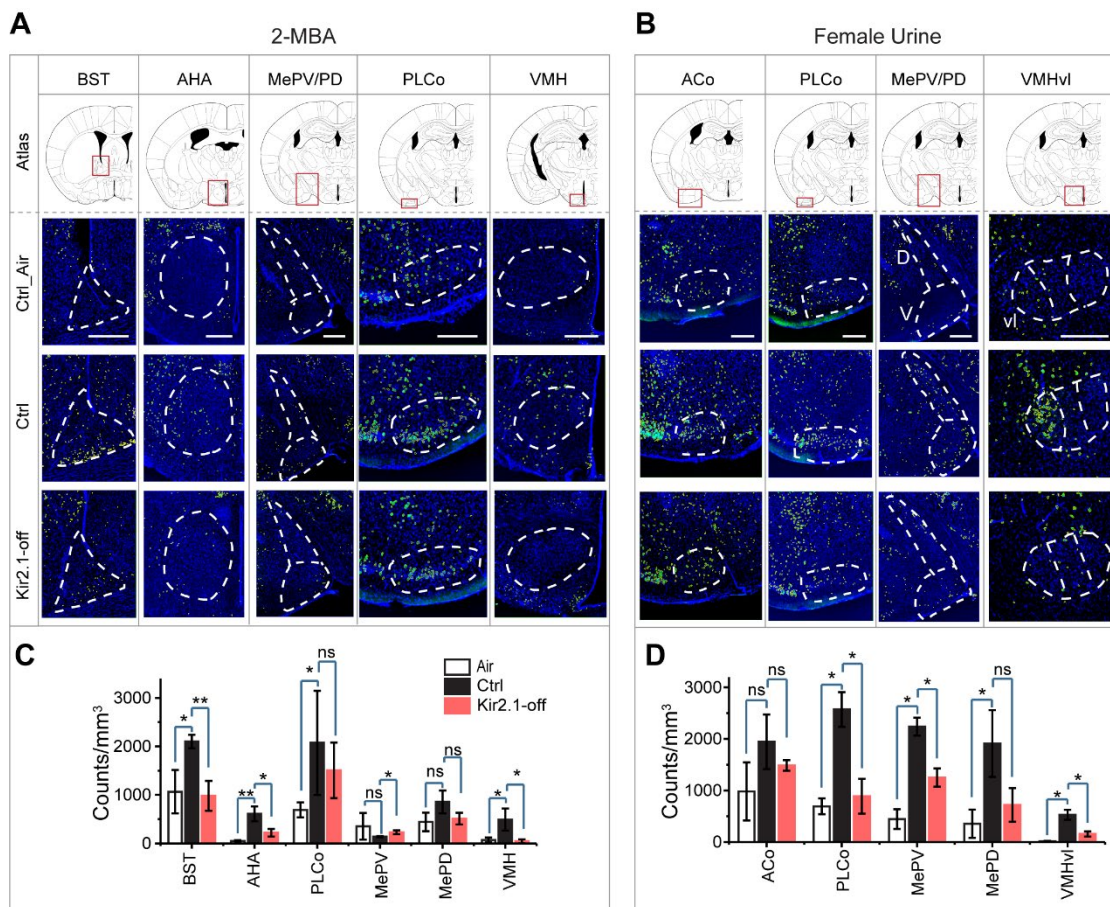 A
2-MBA
BST AHA MePV/PD PLCo VMH
Atlas
Ctrl_Air
Ctrl
Kir2.1-off
B
Female Urine
ACo PLCo MePV/PD VMHvl
D
V
vl
C
Counts/mm³
3000
2000
1000
0
* ** ** * * ns ns * ns ns * *
Air
Ctrl
Kir2.1-off
BST AHA PLCo MePV MePD VMH
D
Counts/mm³
3000
2000
1000
0
ns ns * * * * * ns * *
ACo PLCo MePV MePD VMHvl